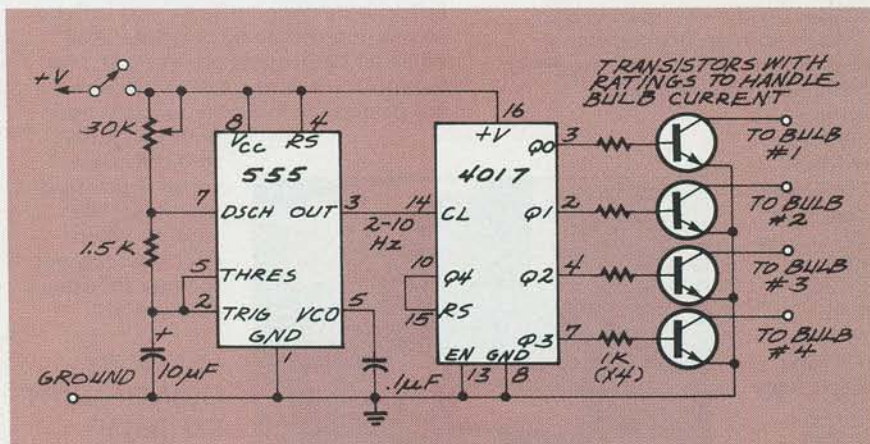 TRANSISTORS WITH
RATINGS TO HANDLE
BULB CURRENT
+V
30K
8
4
VCC
RS
555
7
DSCH
OUT
3
2-10
HZ
1.5K
5
THRES
2
TRIG
VCO
5
GND
1
+
10µF
.1µF
GROUND
16
+V
4017
14
CL
Q0
3
Q1
2
10
Q4
Q2
4
15
RS
Q3
7
EN
GND
13
8
1K
(X4)
TO BULB
#1
TO BULB
#2
TO BULB
#3
TO BULB
#4